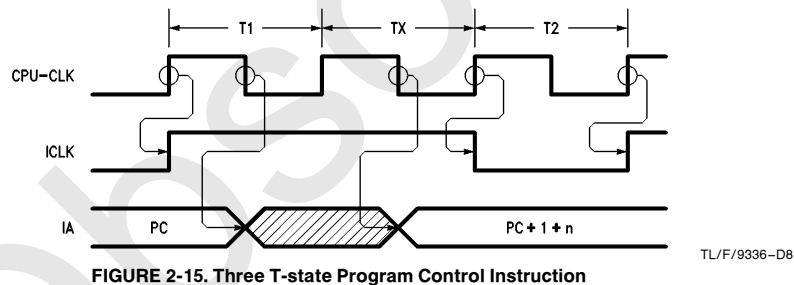 T1 TX T2
CPU–CLK
ICLK
IA PC PC + 1 + n
TL/F/9336–D8
FIGURE 2-15. Three T-state Program Control Instruction